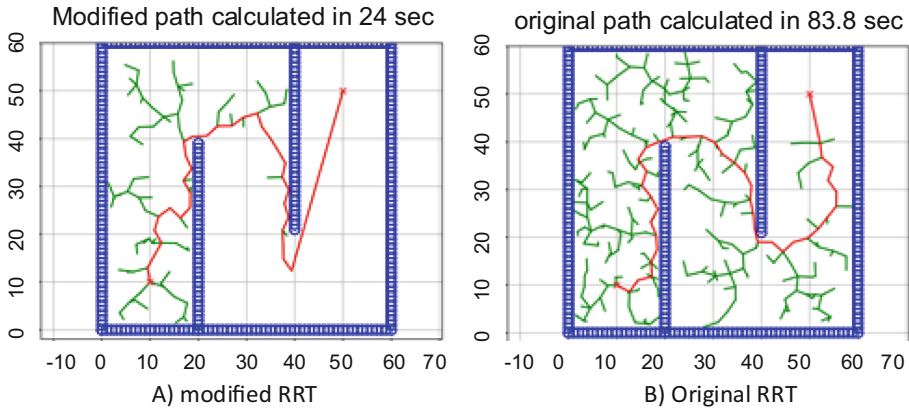 Modified path calculated in 24 sec
60
50
40
30
20
10
0
-10 0 10 20 30 40 50 60 70
A) modified RRT
original path calculated in 83.8 sec
60
50
40
30
20
10
0
-10 0 10 20 30 40 50 60 70
B) Original RRT